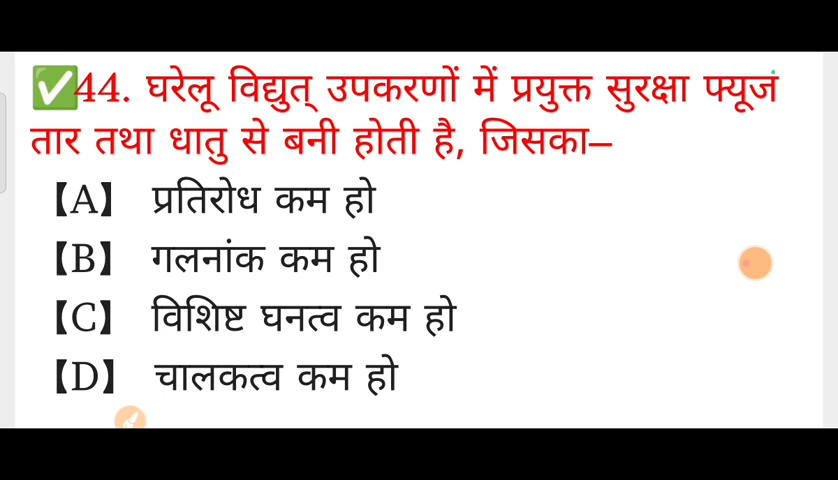 ✅44. घरेलू विद्युत् उपकरणों में प्रयुक्त सुरक्षा फ्यूजं
तार तथा धातु से बनी होती है, जिसका–
【A】 प्रतिरोध कम हो
【B】 गलनांक कम हो
【C】 विशिष्ट घनत्व कम हो
【D】 चालकत्व कम हो